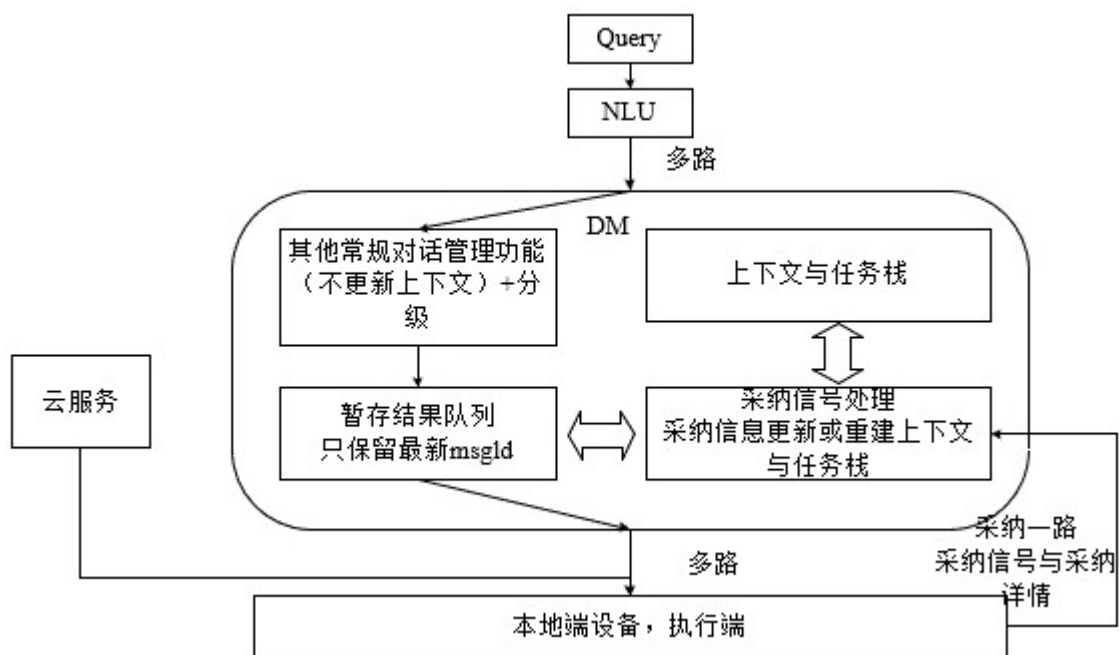 Query
NLU
多路
DM
其他常规对话管理功能
（不更新上下文）+分
级
上下文与任务栈
云服务
暂存结果队列
只保留最新msgld
采纳信号处理
采纳信息更新或重建上下文
与任务栈
采纳一路
采纳信号与采纳
详情
多路
本地端设备，执行端